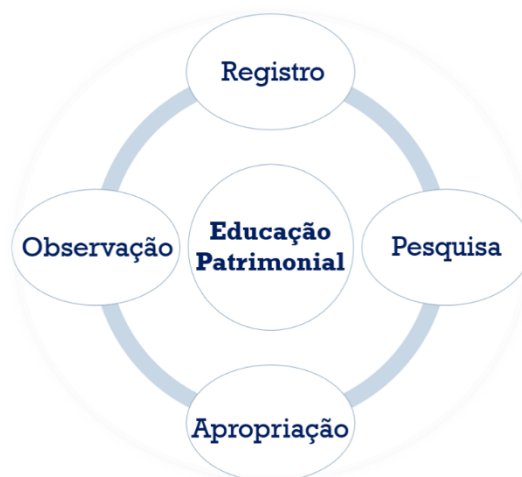 Registro
Observação
Educação
Patrimonial
Pesquisa
Apropriação